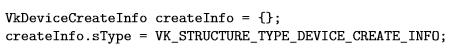 VkDeviceCreateInfo createInfo = {};
createInfo.sType = VK_STRUCTURE_TYPE_DEVICE_CREATE_INFO;